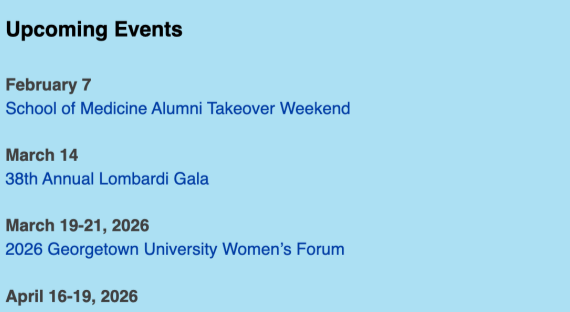 Upcoming Events
February 7
School of Medicine Alumni Takeover Weekend
March 14
38th Annual Lombardi Gala
March 19-21, 2026
2026 Georgetown University Women’s Forum
April 16-19, 2026